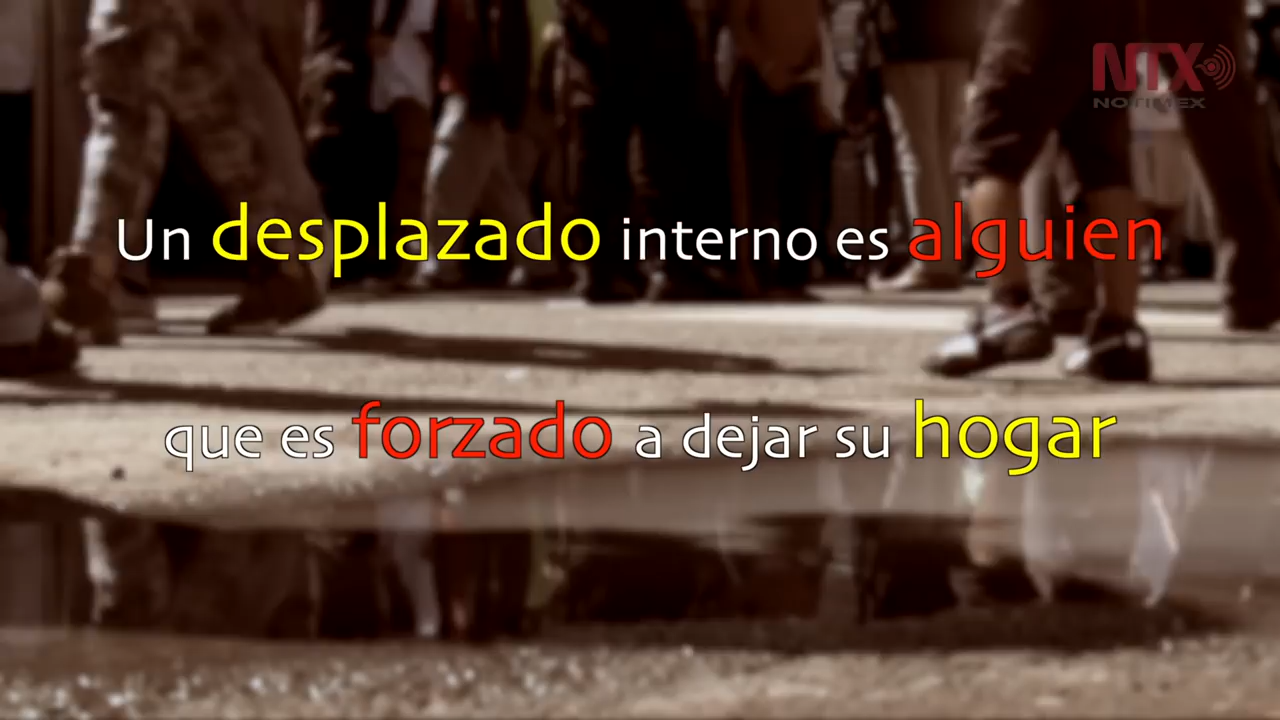 NTX
NOTIMEX
Un desplazado interno es alguien
que es forzado a dejar su hogar